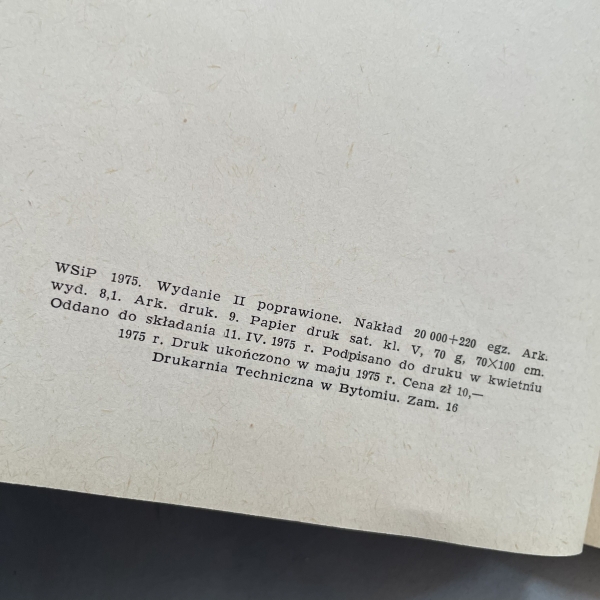 WSiP 1975. Wydanie II poprawione. Nakład 20 000+220 egz. Ark.
wyd. 8,1. Ark. druk. 9. Papier druk sat. kl. V, 70 g, 70×100 cm.
Oddano do składania 11. IV. 1975 r. Podpisano do druku w kwietniu
1975 r. Druk ukończono w maju 1975 r. Cena zł 10,—
Drukarnia Techniczna w Bytomiu. Zam. 16